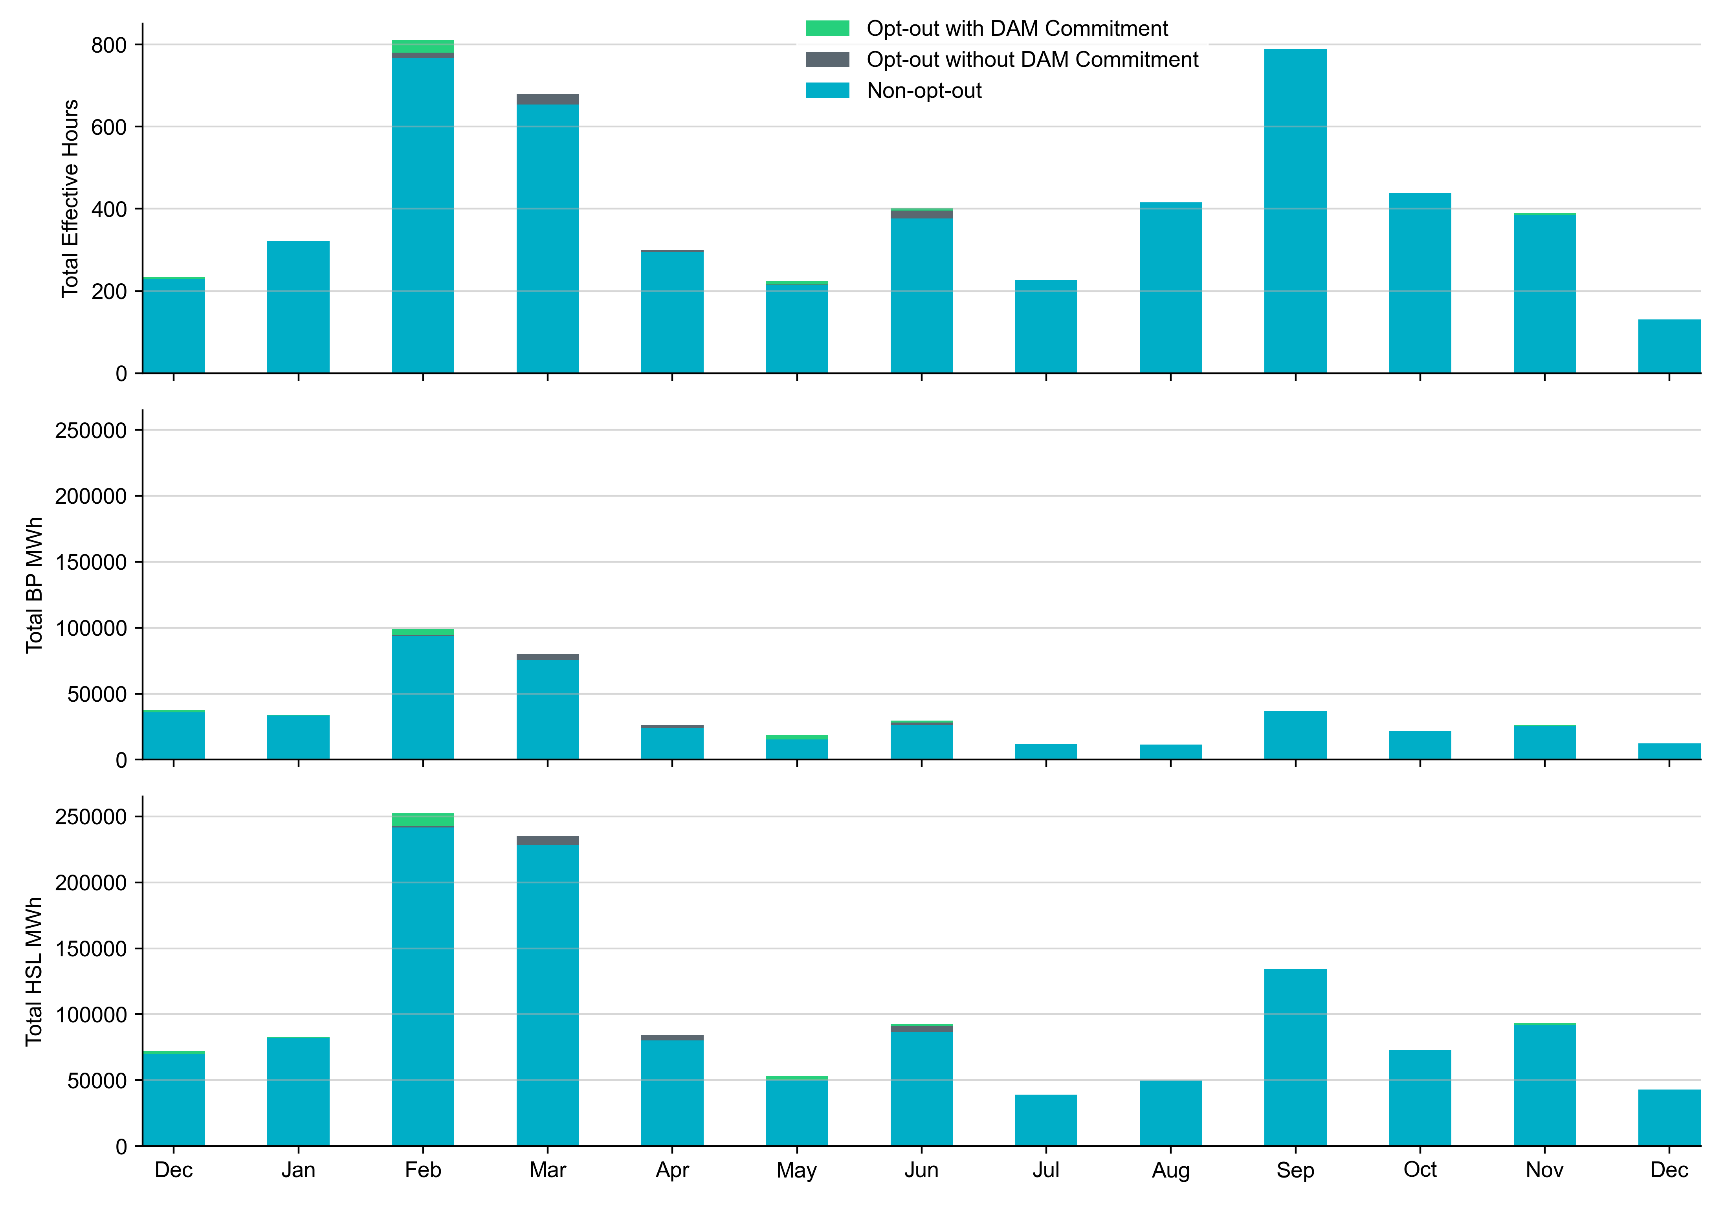 Opt-out with DAM Commitment
Opt-out without DAM Commitment
Non-opt-out
Total Effective Hours
800
600
400
200
0
Total BP MWh
250000
200000
150000
100000
50000
0
Total HSL MWh
250000
200000
150000
100000
50000
0
Dec Jan Feb Mar Apr May Jun Jul Aug Sep Oct Nov Dec